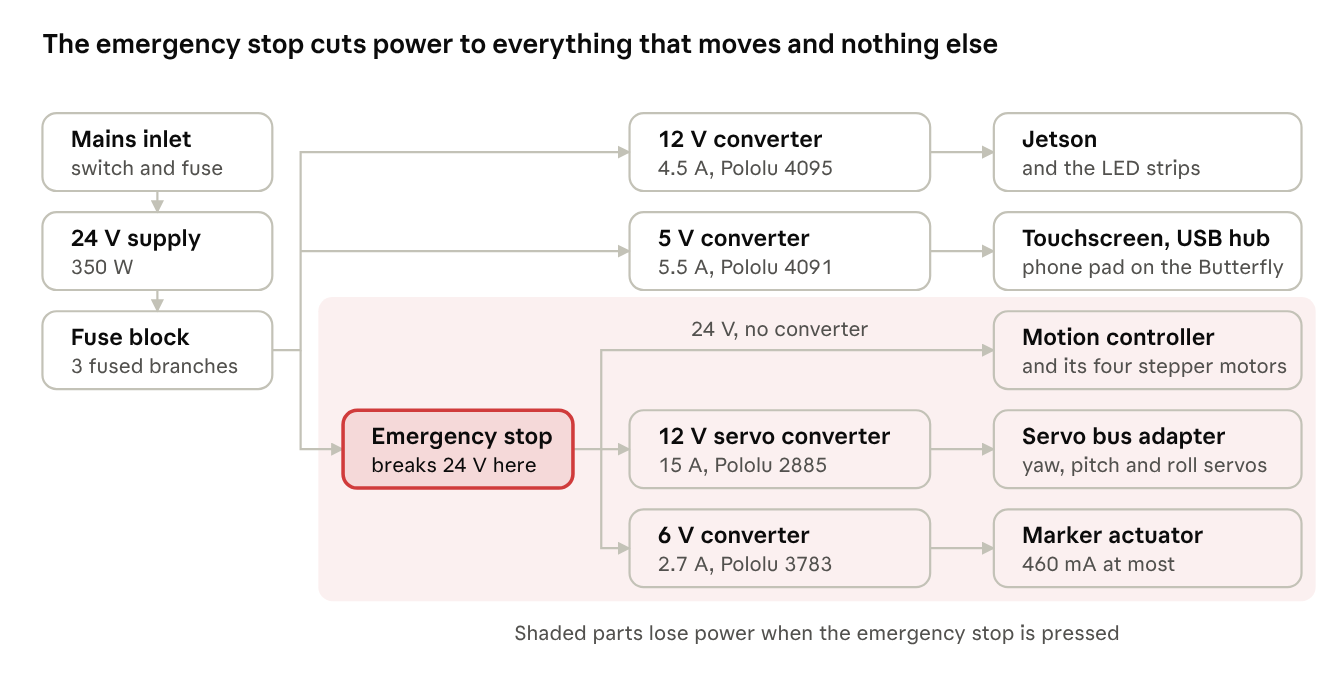 The emergency stop cuts power to everything that moves and nothing else
Mains inlet
switch and fuse
24 V supply
350 W
Fuse block
3 fused branches
12 V converter
4.5 A, Pololu 4095
Jetson
and the LED strips
5 V converter
5.5 A, Pololu 4091
Touchscreen, USB hub
phone pad on the Butterfly
24 V, no converter
Motion controller
and its four stepper motors
Emergency stop
breaks 24 V here
12 V servo converter
15 A, Pololu 2885
Servo bus adapter
yaw, pitch and roll servos
6 V converter
2.7 A, Pololu 3783
Marker actuator
460 mA at most
Shaded parts lose power when the emergency stop is pressed